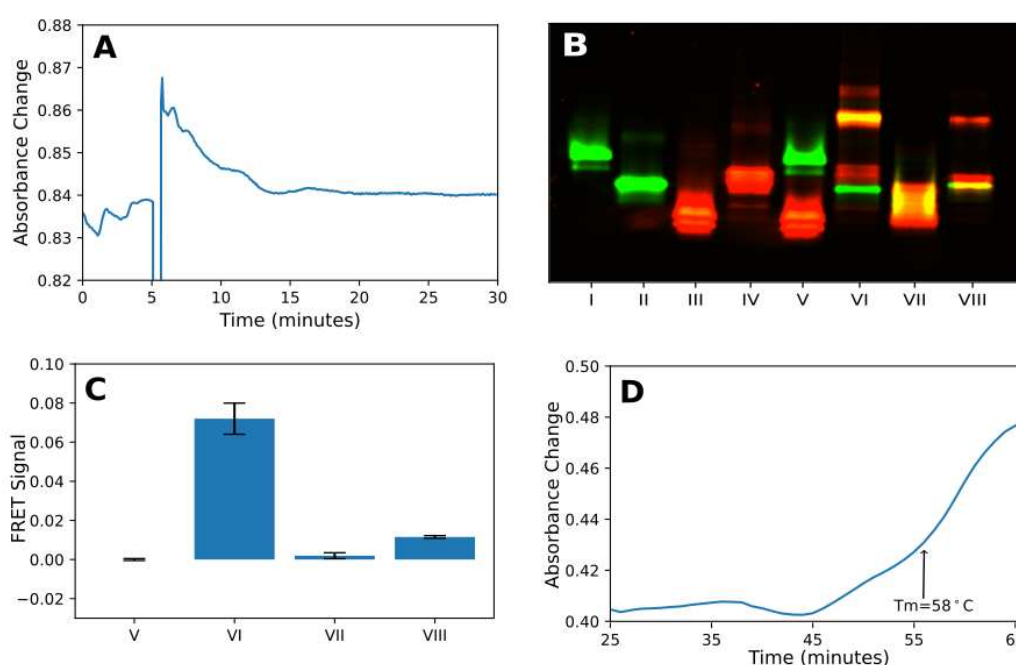 A
Absorbance Change
0.88
0.87
0.86
0.85
0.84
0.83
0.82
0 5 10 15 20 25 30
Time (minutes)
B
I II III IV V VI VII VIII
C
FRET Signal
0.10
0.08
0.06
0.04
0.02
0.00
−0.02
V VI VII VIII
D
Absorbance Change
0.50
0.48
0.46
0.44
0.42
0.40
Tm=58°C
25 35 45 55
Time (minutes)